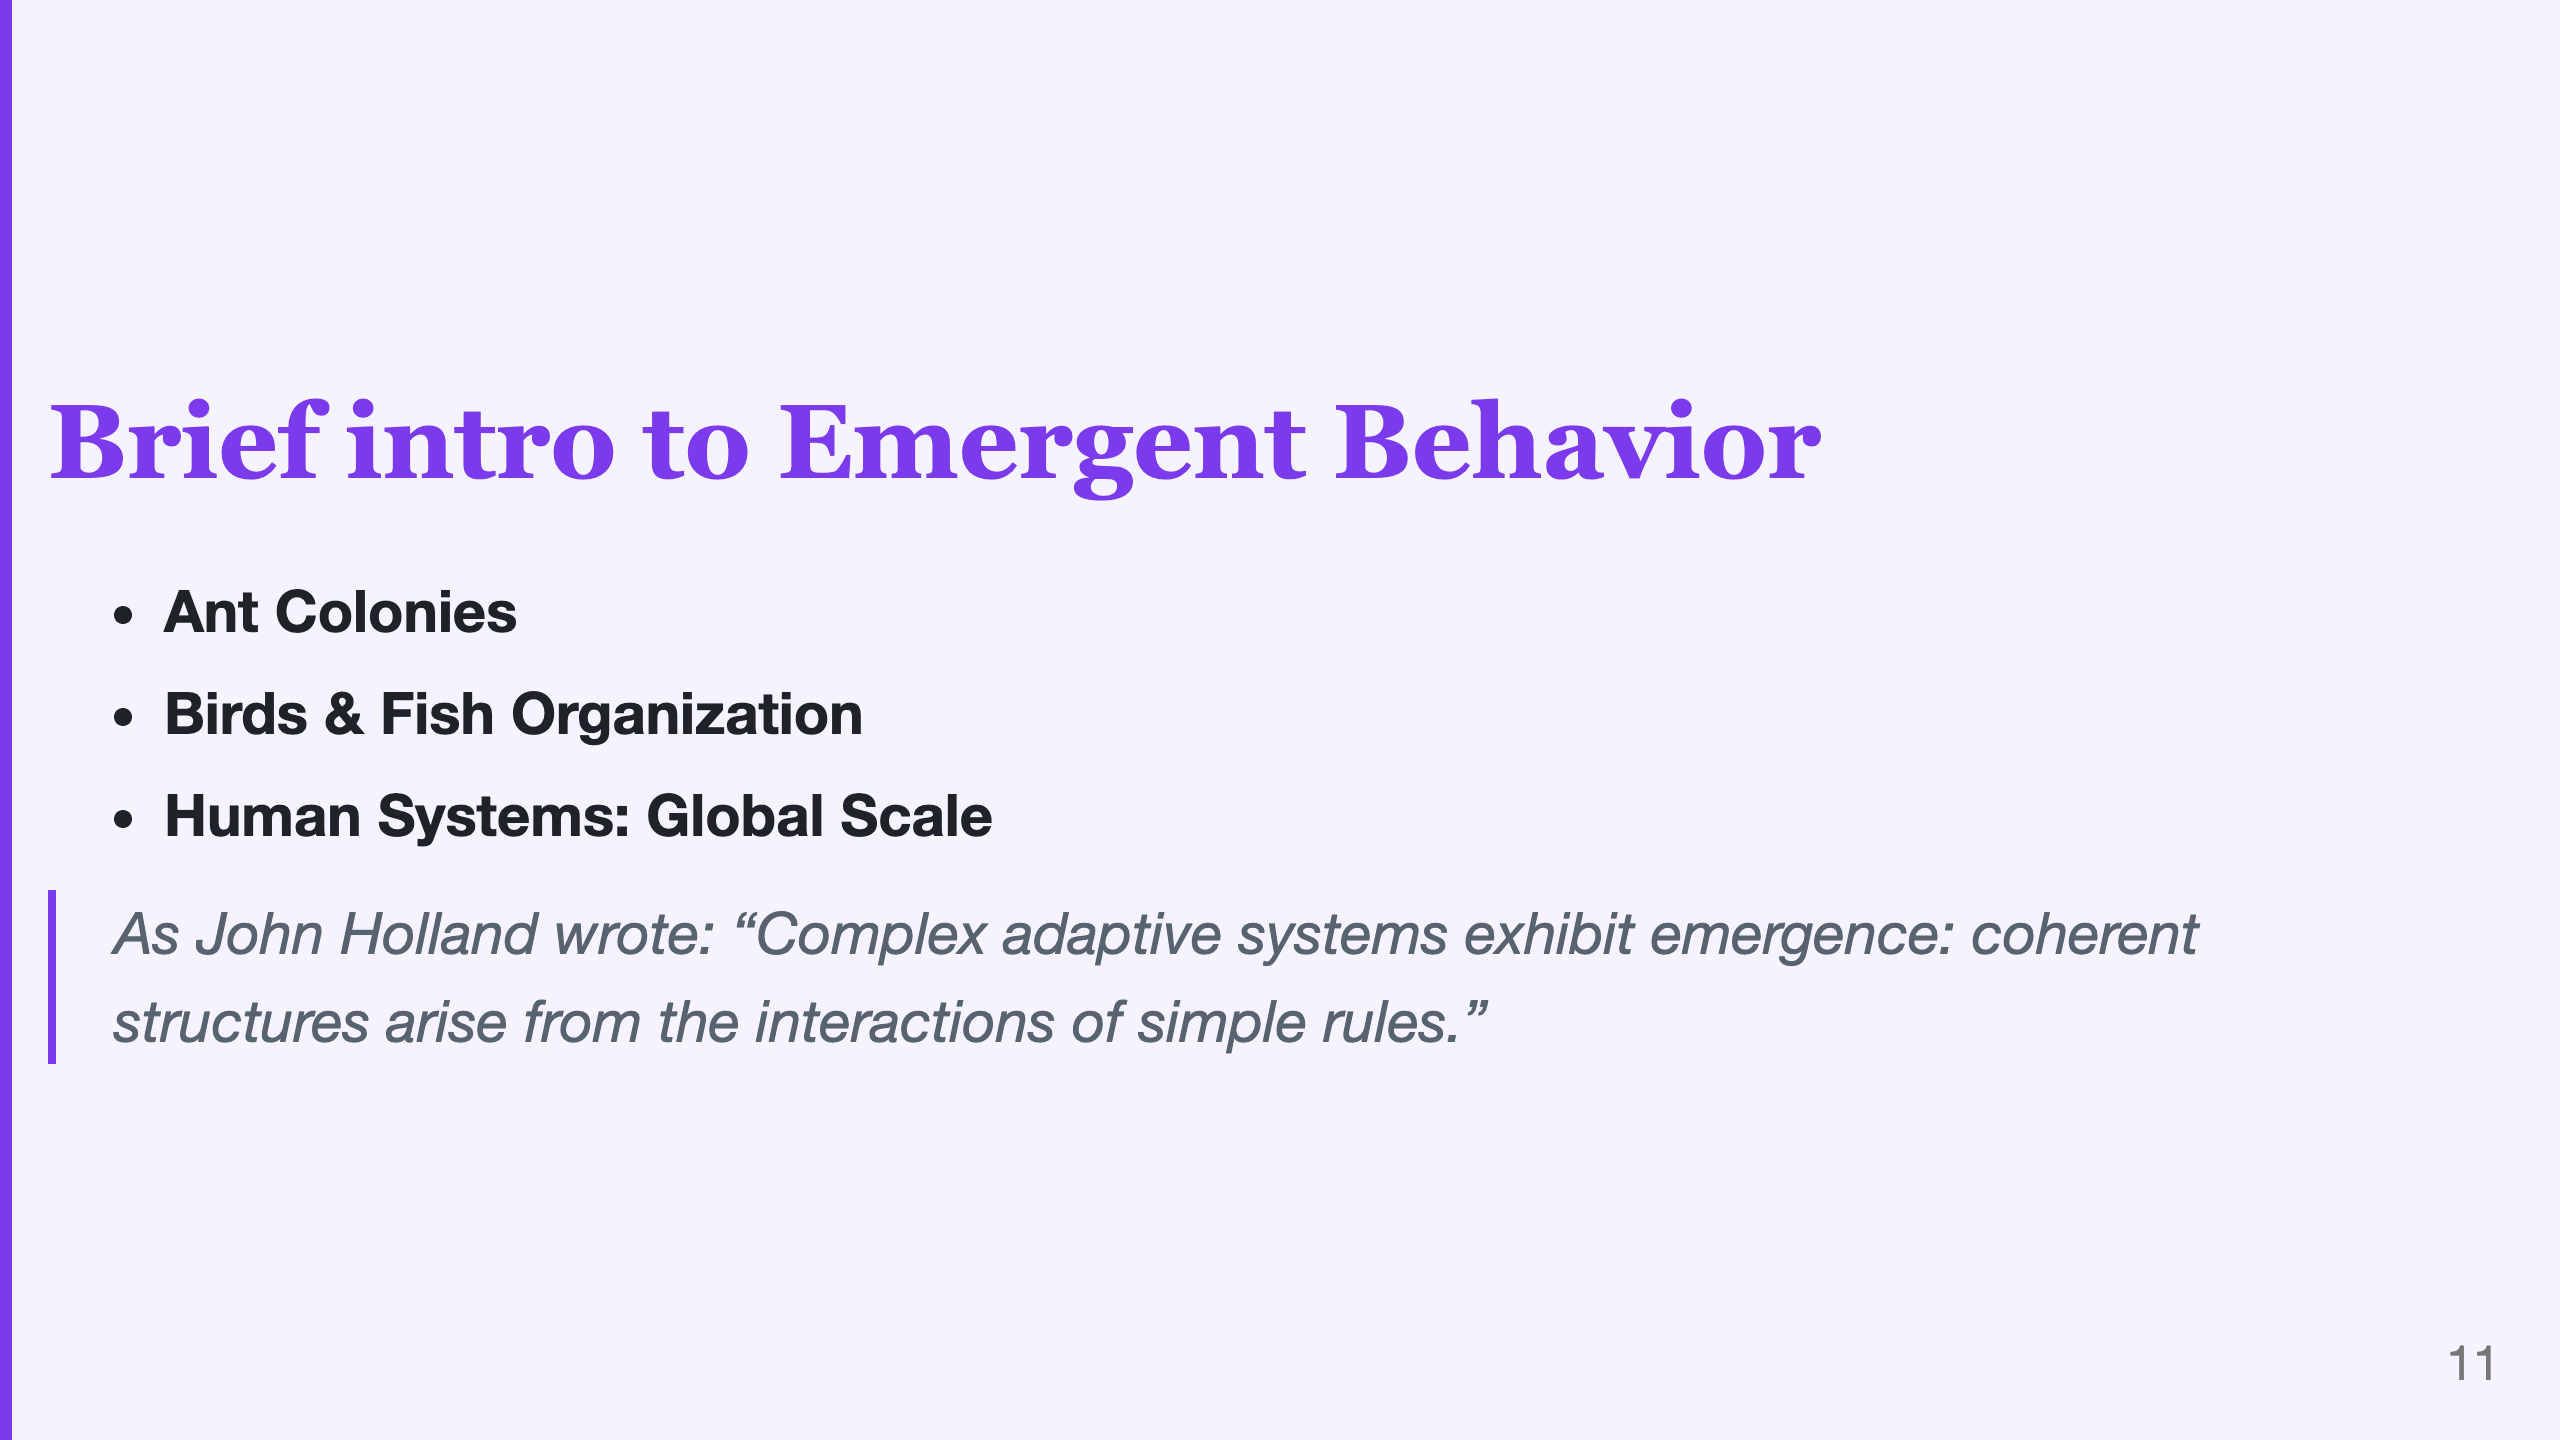 Brief intro to Emergent Behavior
• Ant Colonies
• Birds & Fish Organization
• Human Systems: Global Scale
As John Holland wrote: “Complex adaptive systems exhibit emergence: coherent
structures arise from the interactions of simple rules.”
11